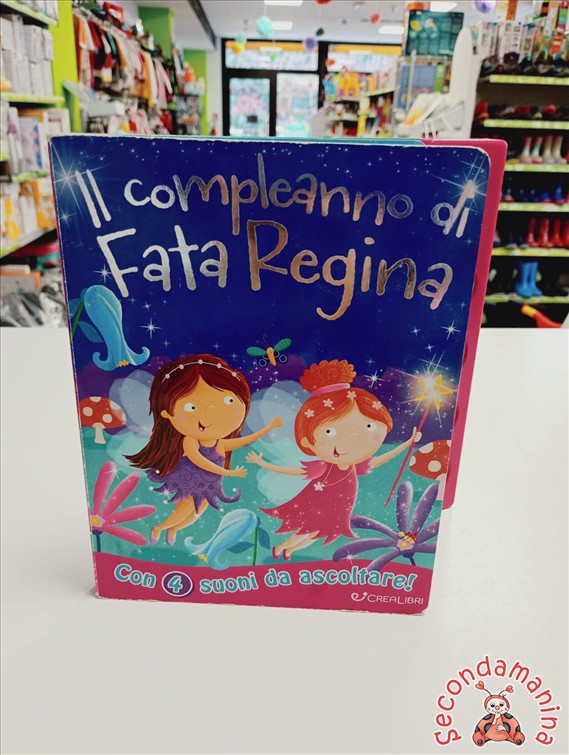 Il compleanno di
Fata Regina
Con 4 suoni da ascoltare!
CREALIBRI
Secondamanina